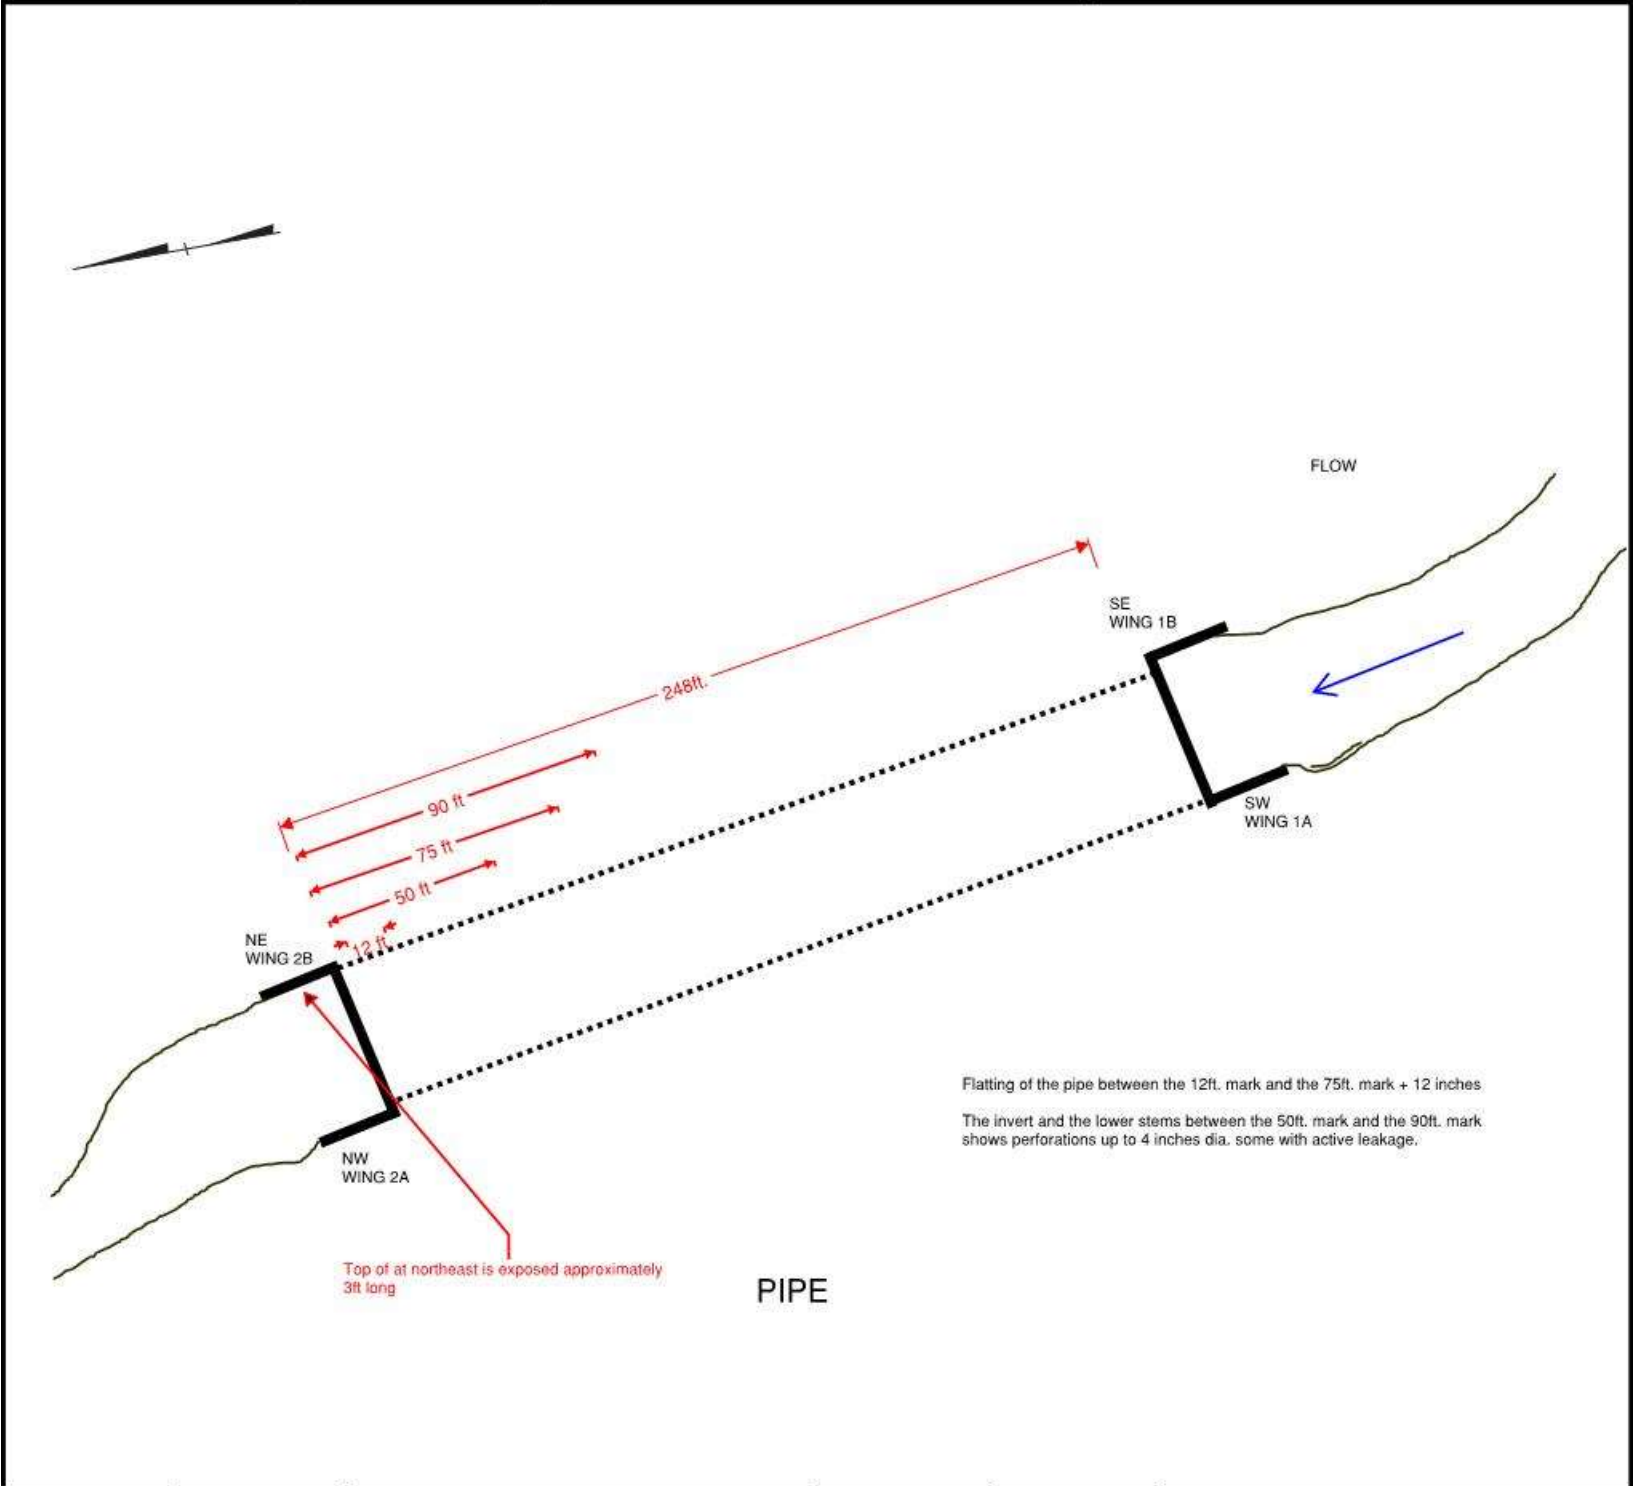 FLOW
SE
WING 1B
248ft.
90 ft
75 ft
50 ft
12 ft
SW
WING 1A
NE
WING 2B
NW
WING 2A
Flatting of the pipe between the 12ft. mark and the 75ft. mark + 12 inches
The invert and the lower stems between the 50ft. mark and the 90ft. mark
shows perforations up to 4 inches dia. some with active leakage.
Top of at northeast is exposed approximately
3ft long
PIPE